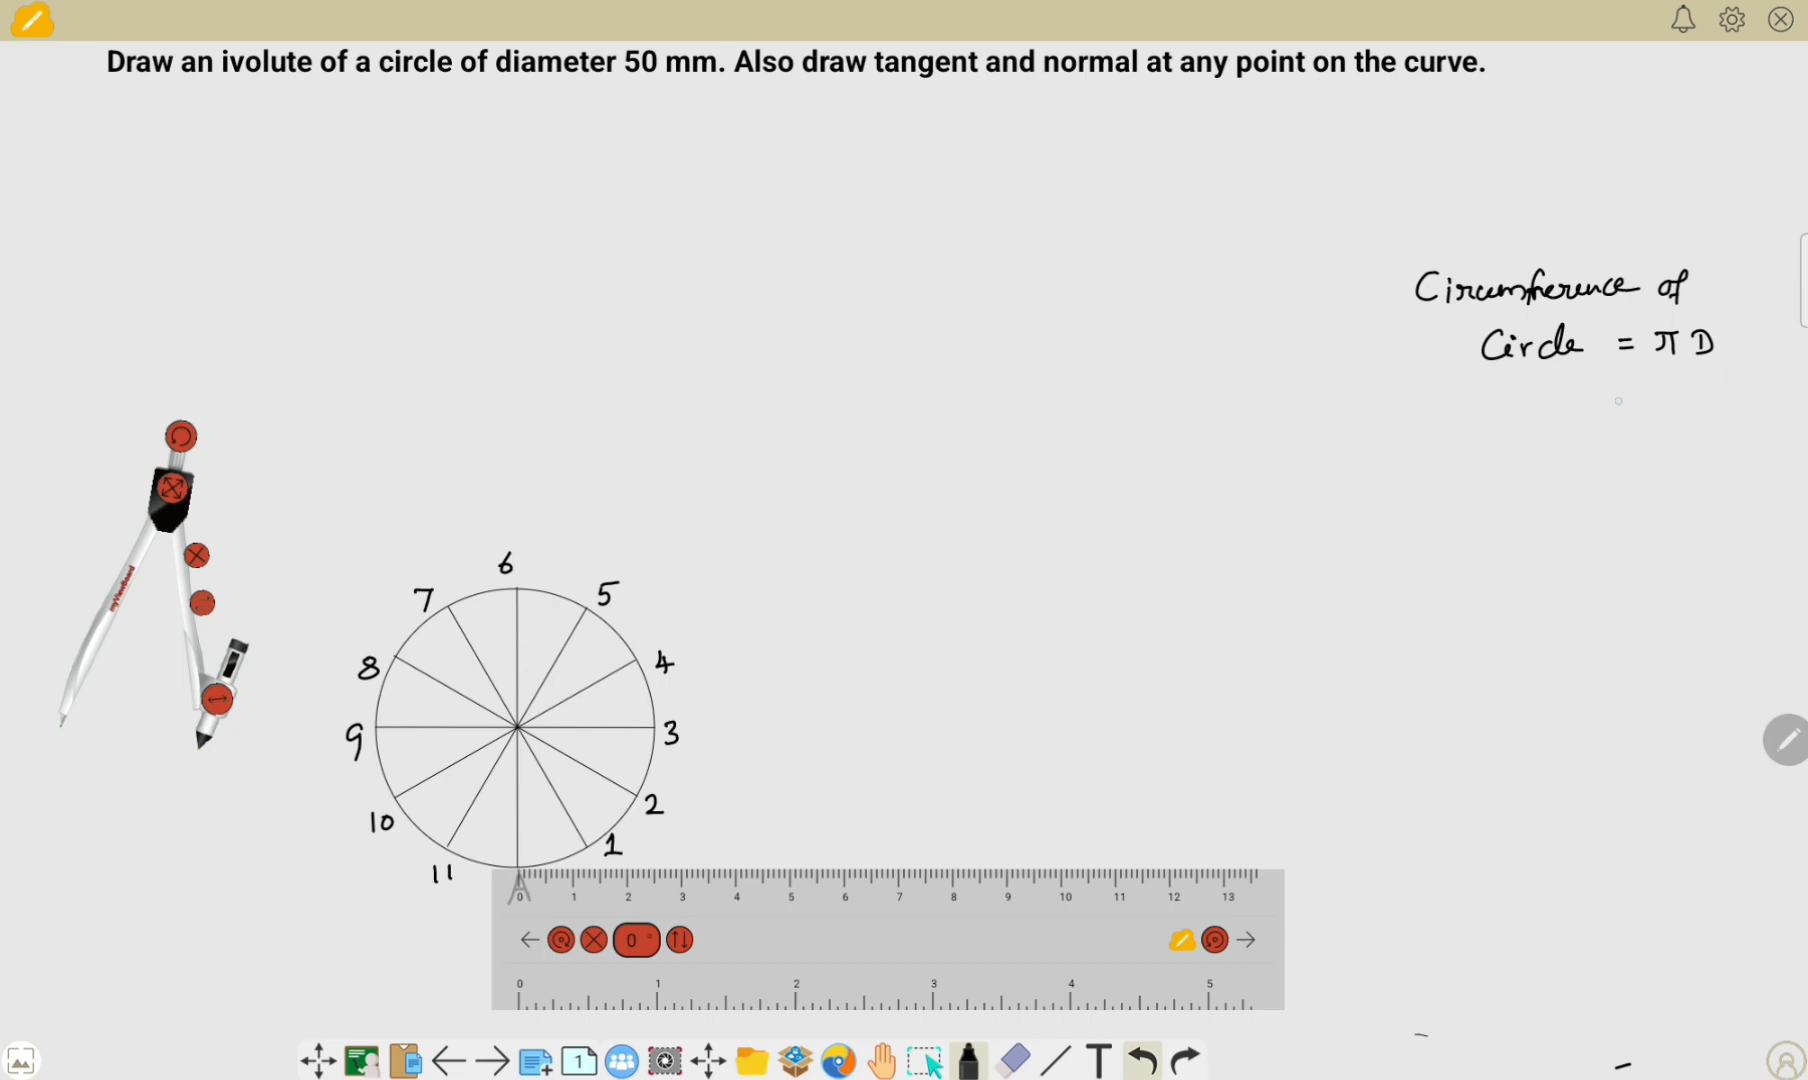 Draw an ivolute of a circle of diameter 50 mm. Also draw tangent and normal at any point on the curve.
Circumference of
Circle = π D
6
7 5
8 4
9 3
10 2
11 1
A
0 1 2 3 4 5 6 7 8 9 10 11 12 13
0 °
0 1 2 3 4 5
myViewBoard
1
T